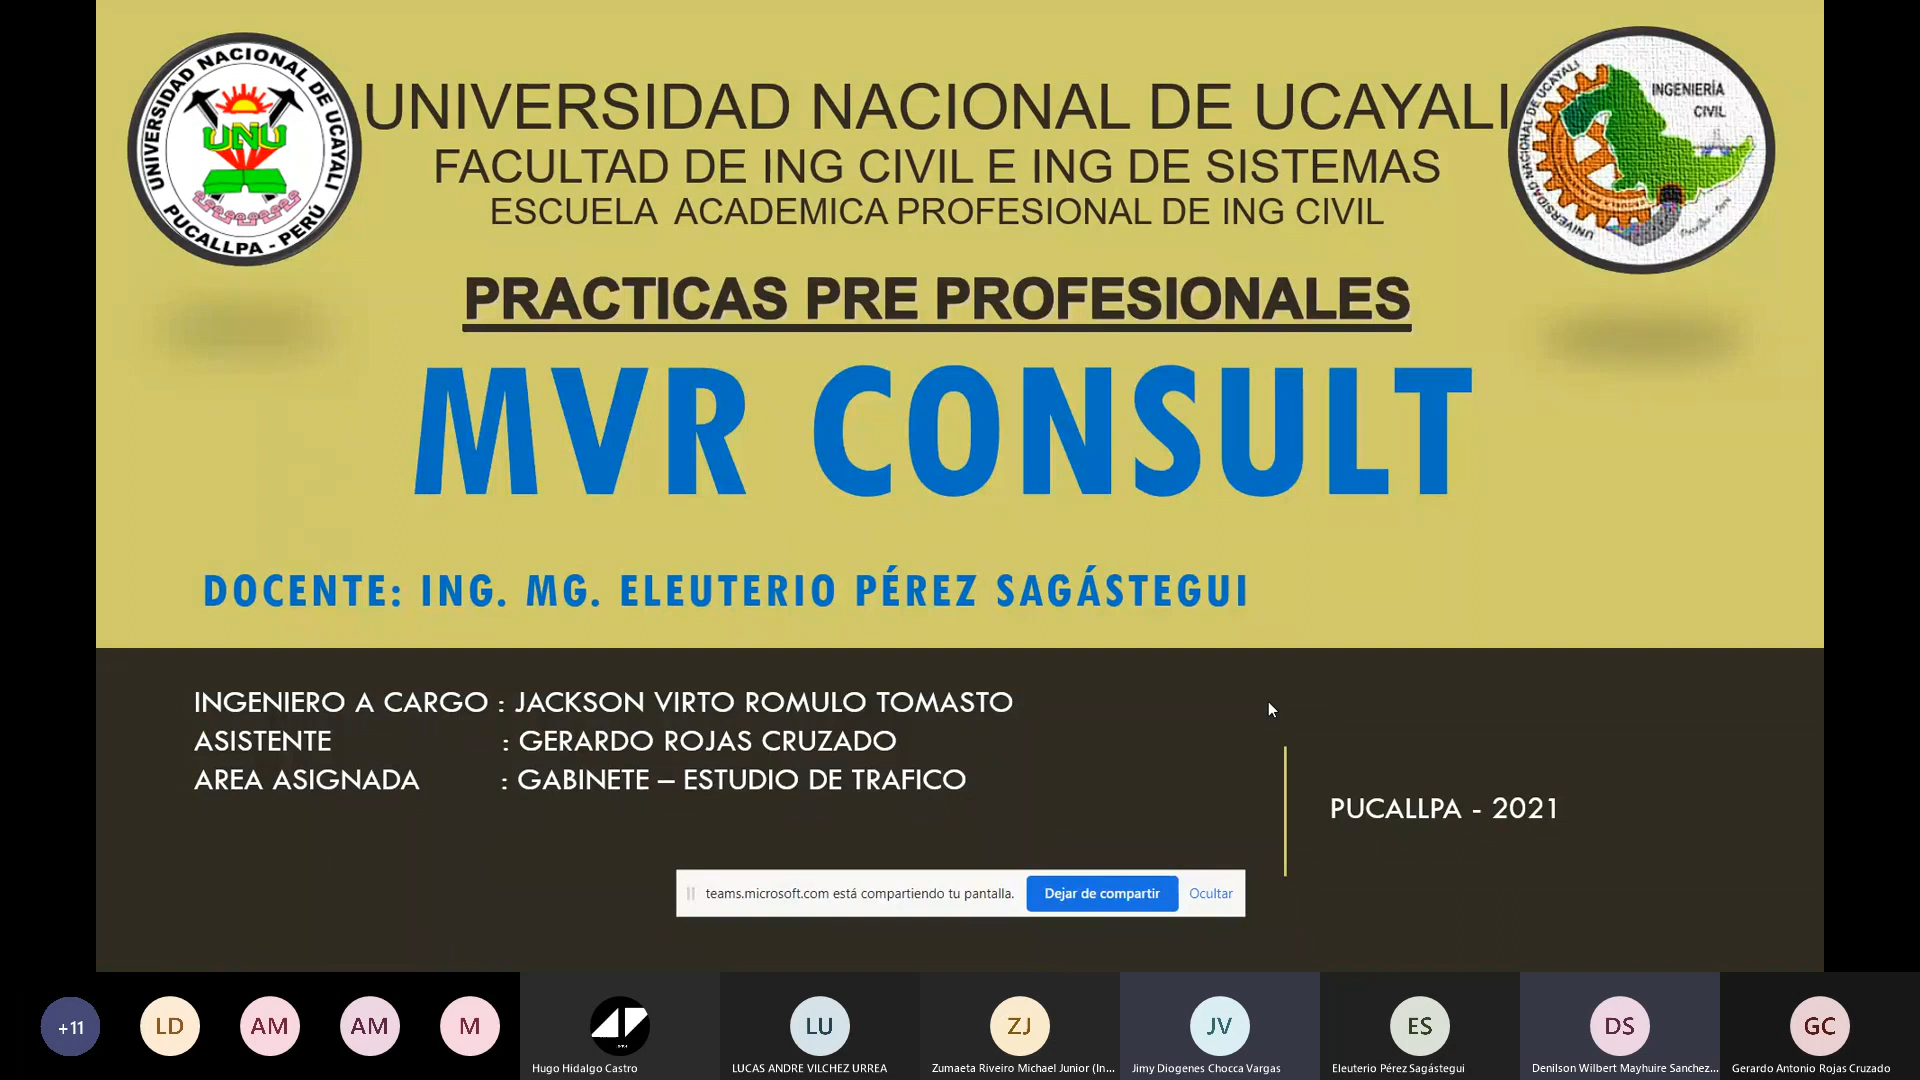 UNIVERSIDAD NACIONAL DE UCAYALI
UNU
PUCALLPA - PERÚ
UNIVERSIDAD NACIONAL DE UCAYALI
FACULTAD DE ING CIVIL E ING DE SISTEMAS
ESCUELA ACADEMICA PROFESIONAL DE ING CIVIL
UNIVERSIDAD NACIONAL DE UCAYALI
INGENIERÍA
CIVIL
PRACTICAS PRE PROFESIONALES
MVR CONSULT
DOCENTE: ING. MG. ELEUTERIO PÉREZ SAGÁSTEGUI
INGENIERO A CARGO : JACKSON VIRTO ROMULO TOMASTO
ASISTENTE : GERARDO ROJAS CRUZADO
AREA ASIGNADA : GABINETE – ESTUDIO DE TRAFICO
PUCALLPA - 2021
teams.microsoft.com está compartiendo tu pantalla. Dejar de compartir Ocultar
+11 LD AM AM M LU ZJ JV ES DS GC
Hugo Hidalgo Castro LUCAS ANDRE VILCHEZ URREA Zumaeta Riveiro Michael Junior (In... Jimy Diogenes Chocca Vargas Eleuterio Pérez Sagástegui Denilson Wilbert Mayhuire Sanchez... Gerardo Antonio Rojas Cruzado